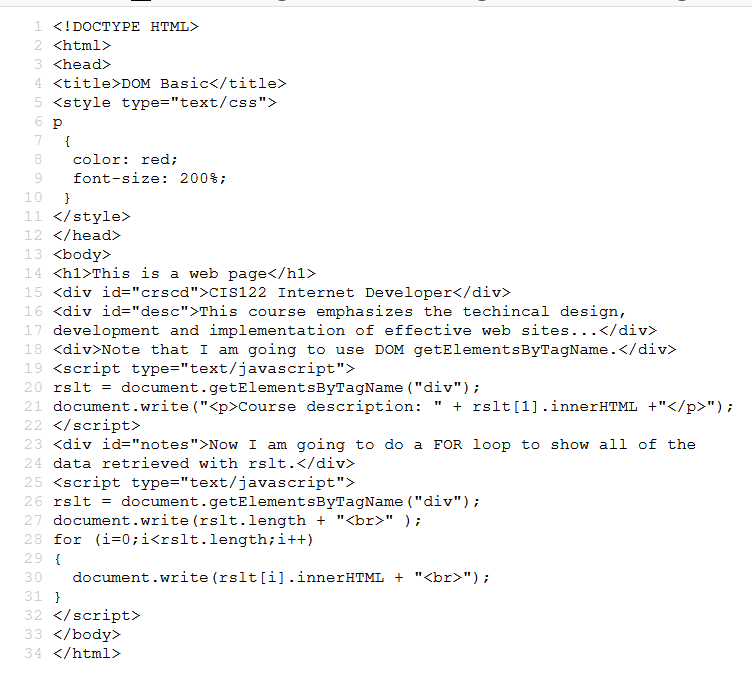 1 <!DOCTYPE HTML>
2 <html>
3 <head>
4 <title>DOM Basic</title>
5 <style type="text/css">
6 p
7  {
8   color: red;
9   font-size: 200%;
10  }
11 </style>
12 </head>
13 <body>
14 <h1>This is a web page</h1>
15 <div id="crscd">CIS122 Internet Developer</div>
16 <div id="desc">This course emphasizes the techincal design,
17 development and implementation of effective web sites...</div>
18 <div>Note that I am going to use DOM getElementsByTagName.</div>
19 <script type="text/javascript">
20 rslt = document.getElementsByTagName("div");
21 document.write("<p>Course description: " + rslt[1].innerHTML +"</p>");
22 </script>
23 <div id="notes">Now I am going to do a FOR loop to show all of the
24 data retrieved with rslt.</div>
25 <script type="text/javascript">
26 rslt = document.getElementsByTagName("div");
27 document.write(rslt.length + "<br>" );
28 for (i=0;i<rslt.length;i++)
29 {
30   document.write(rslt[i].innerHTML + "<br>");
31 }
32 </script>
33 </body>
34 </html>